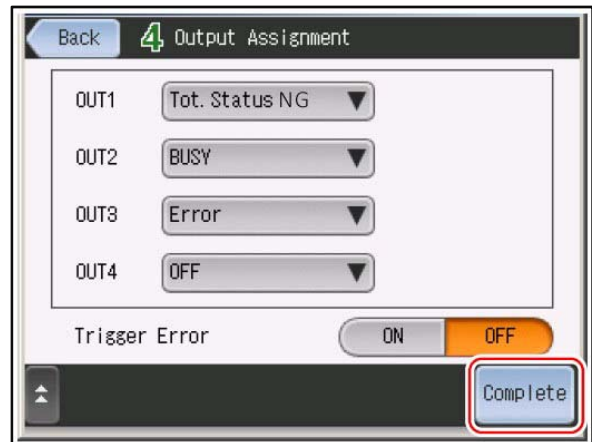 Back 4 Output Assignment
OUT1 Tot. Status NG
OUT2 BUSY
OUT3 Error
OUT4 OFF
Trigger Error ON OFF
Complete